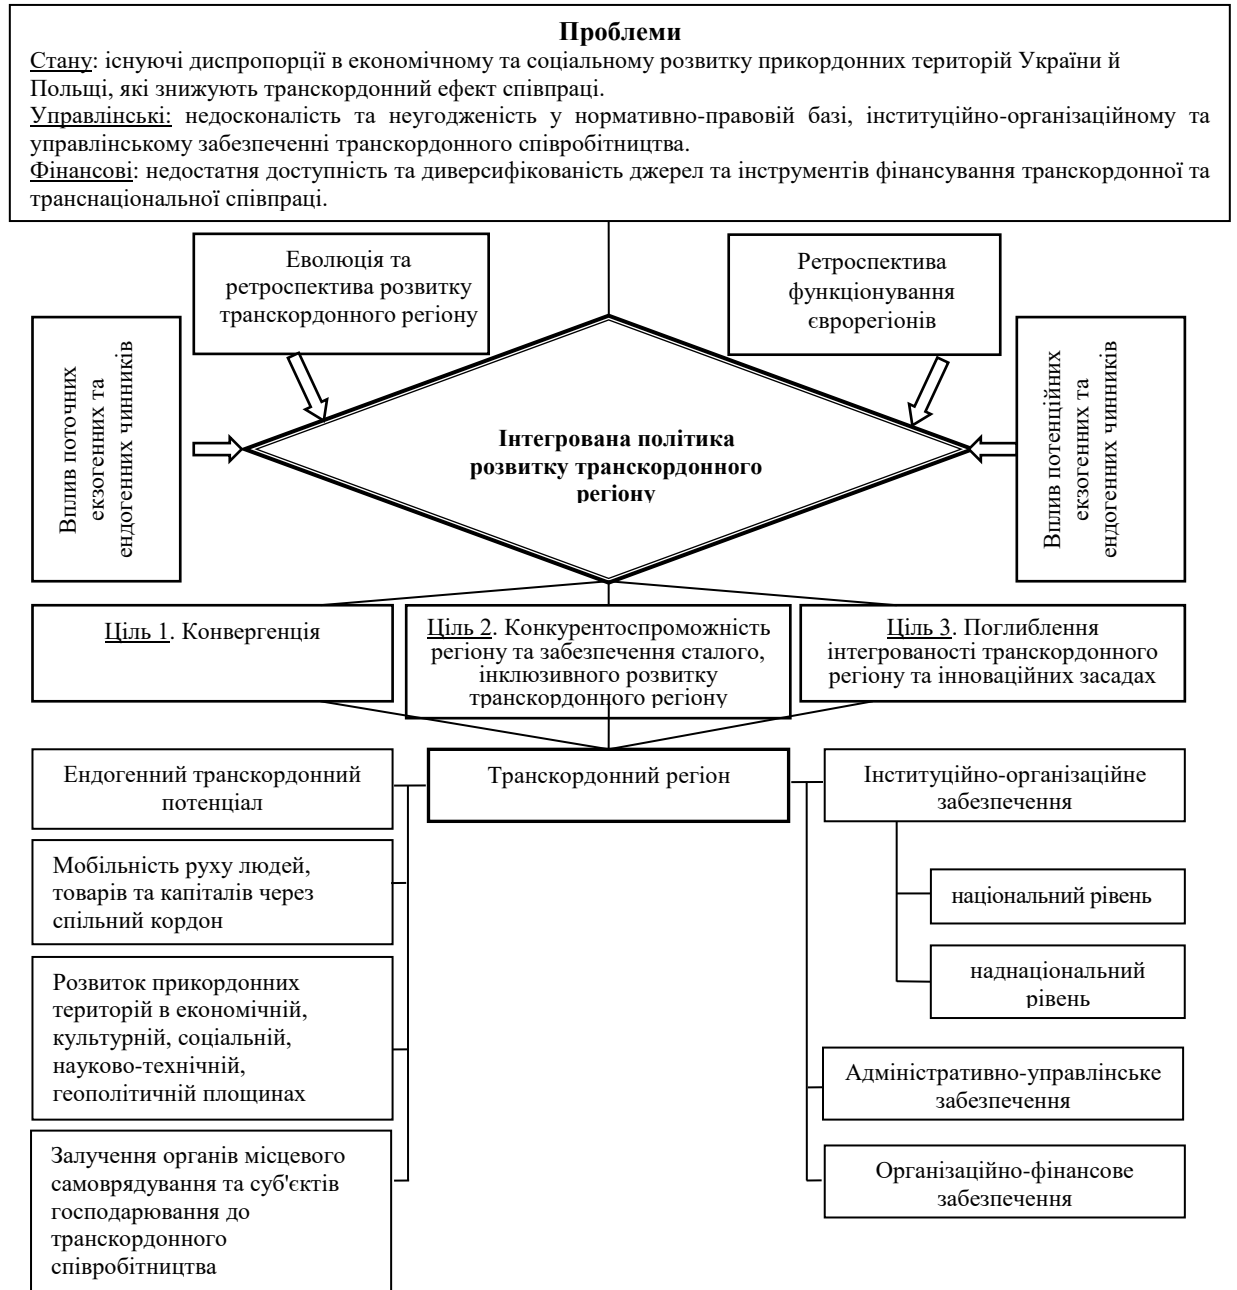 Проблеми
Стану: існуючі диспропорції в економічному та соціальному розвитку прикордонних територій України й
Польщі, які знижують транскордонний ефект співпраці.
Управлінські: недосконалість та неугодженість у нормативно-правовій базі, інституційно-організаційному та
управлінському забезпеченні транскордонного співробітництва.
Фінансові: недостатня доступність та диверсифікованість джерел та інструментів фінансування транскордонної та
транснаціональної співпраці.
Еволюція та
ретроспектива розвитку
транскордонного регіону
Ретроспектива
функціонування
єврорегіонів
Вплив поточних
екзогенних та
ендогенних чинників
Інтегрована політика
розвитку транскордонного
регіону
Вплив потенційних
екзогенних та
ендогенних чинників
Ціль 1. Конвергенція
Ціль 2. Конкурентоспроможність
регіону та забезпечення сталого,
інклюзивного розвитку
транскордонного регіону
Ціль 3. Поглиблення
інтегрованості транскордонного
регіону та інноваційних засадах
Ендогенний транскордонний
потенціал
Транскордонний регіон
Інституційно-організаційне
забезпечення
Мобільність руху людей,
товарів та капіталів через
спільний кордон
національний рівень
наднаціональний
рівень
Розвиток прикордонних
територій в економічній,
культурній, соціальній,
науково-технічній,
геополітичній площинах
Адміністративно-управлінське
забезпечення
Залучення органів місцевого
самоврядування та суб'єктів
господарювання до
транскордонного
співробітництва
Організаційно-фінансове
забезпечення